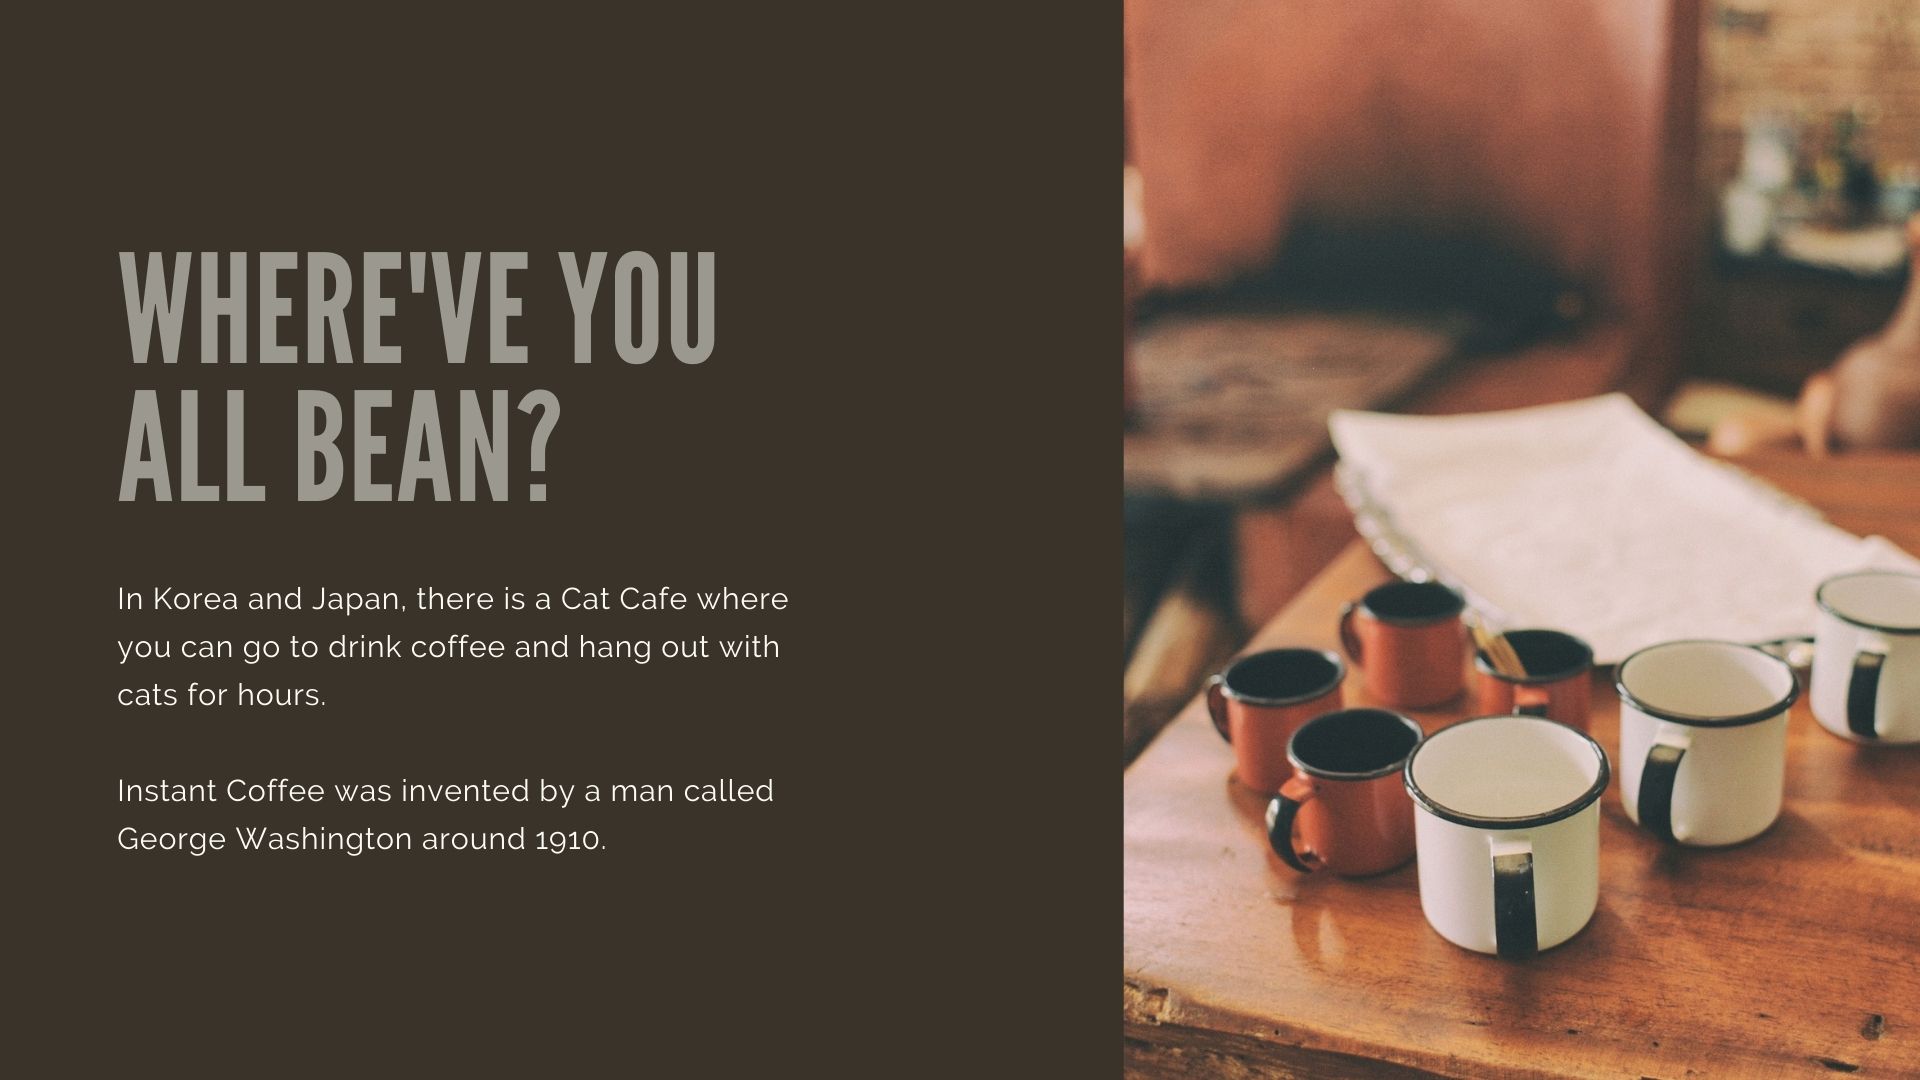 WHERE'VE YOU
ALL BEAN?
In Korea and Japan, there is a Cat Cafe where
you can go to drink coffee and hang out with
cats for hours.
Instant Coffee was invented by a man called
George Washington around 1910.